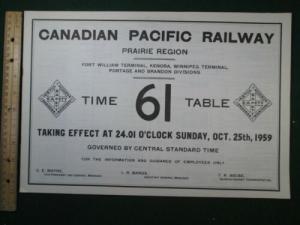 CANADIAN PACIFIC RAILWAY
PRAIRIE REGION
FORT WILLIAM TERMINAL, KENORA, WINNIPEG TERMINAL,
PORTAGE AND BRANDON DIVISIONS
TIME 61 TABLE
TAKING EFFECT AT 24.01 O'CLOCK SUNDAY, OCT. 25th, 1959
GOVERNED BY CENTRAL STANDARD TIME
FOR THE INFORMATION AND GUIDANCE OF EMPLOYEES ONLY